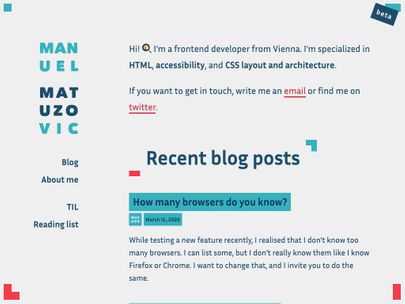 beta
MAN
UEL
MAT
UZO
VIC
Blog
About me
TIL
Reading list
Hi! I'm a frontend developer from Vienna. I'm specialized in
HTML, accessibility, and CSS layout and architecture.
If you want to get in touch, write me an email or find me on
twitter.
Recent blog posts
How many browsers do you know?
March 12, 2020
While testing a new feature recently, I realised that I don't know too
many browsers. I can list some, but I don't really know them like I know
Firefox or Chrome. I want to change that, and I invite you to do the
same.